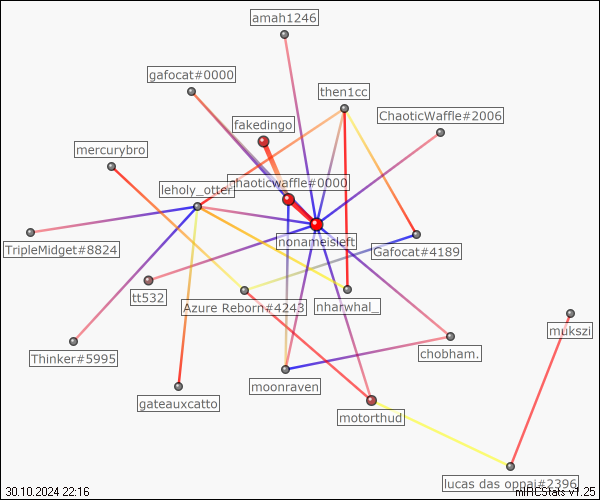 amah1246
gafocat#0000
then1cc
ChaoticWaffle#2006
fakedingo
mercurybro
chaoticwaffle#0000
leholy_otter
nonameisleft
TripleMidget#8824
Gafocat#4189
tt532
Azure Reborn#4243
nharwhal_
mukszi
Thinker#5995
chobham.
moonraven
gateauxcatto
motorthud
lucas das oppai#2396
30.10.2024 22:16
mIRCStats v1.25